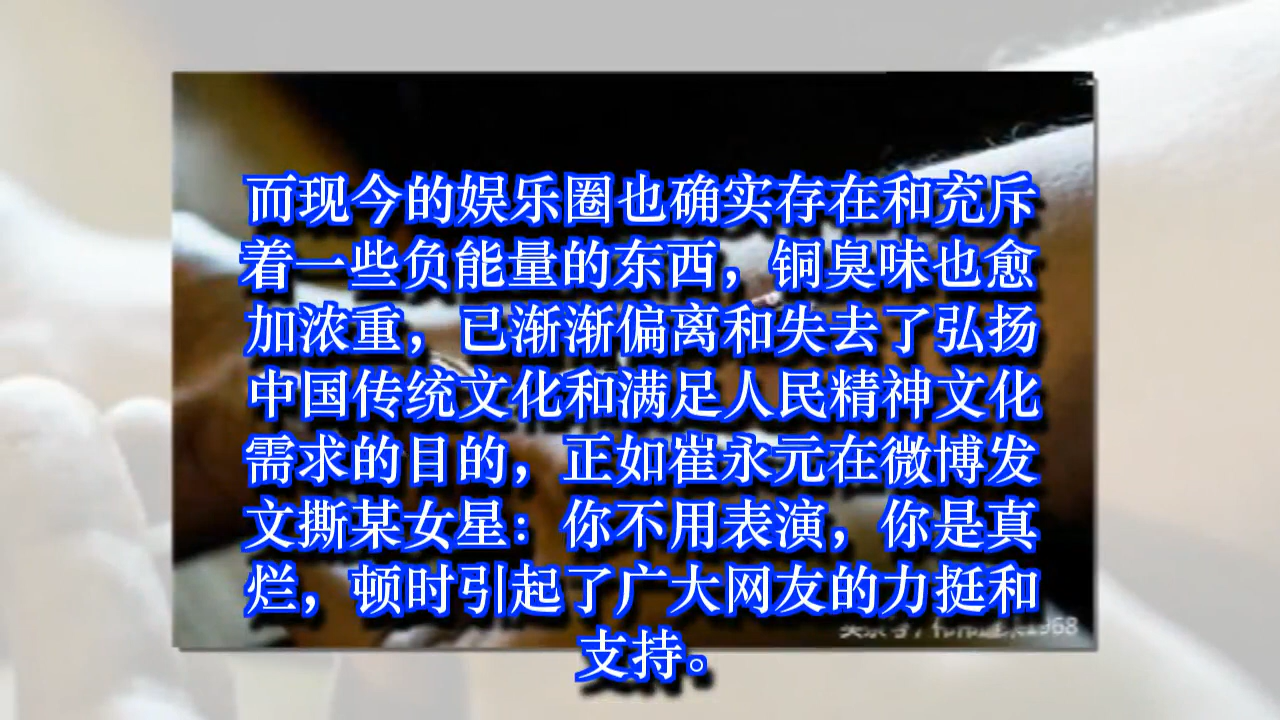 而现今的娱乐圈也确实存在和充斥
着一些负能量的东西，铜臭味也愈
加浓重，已渐渐偏离和失去了弘扬
中国传统文化和满足人民精神文化
需求的目的，正如崔永元在微博发
文撕某女星：你不用表演，你是真
烂，顿时引起了广大网友的力挺和
支持。